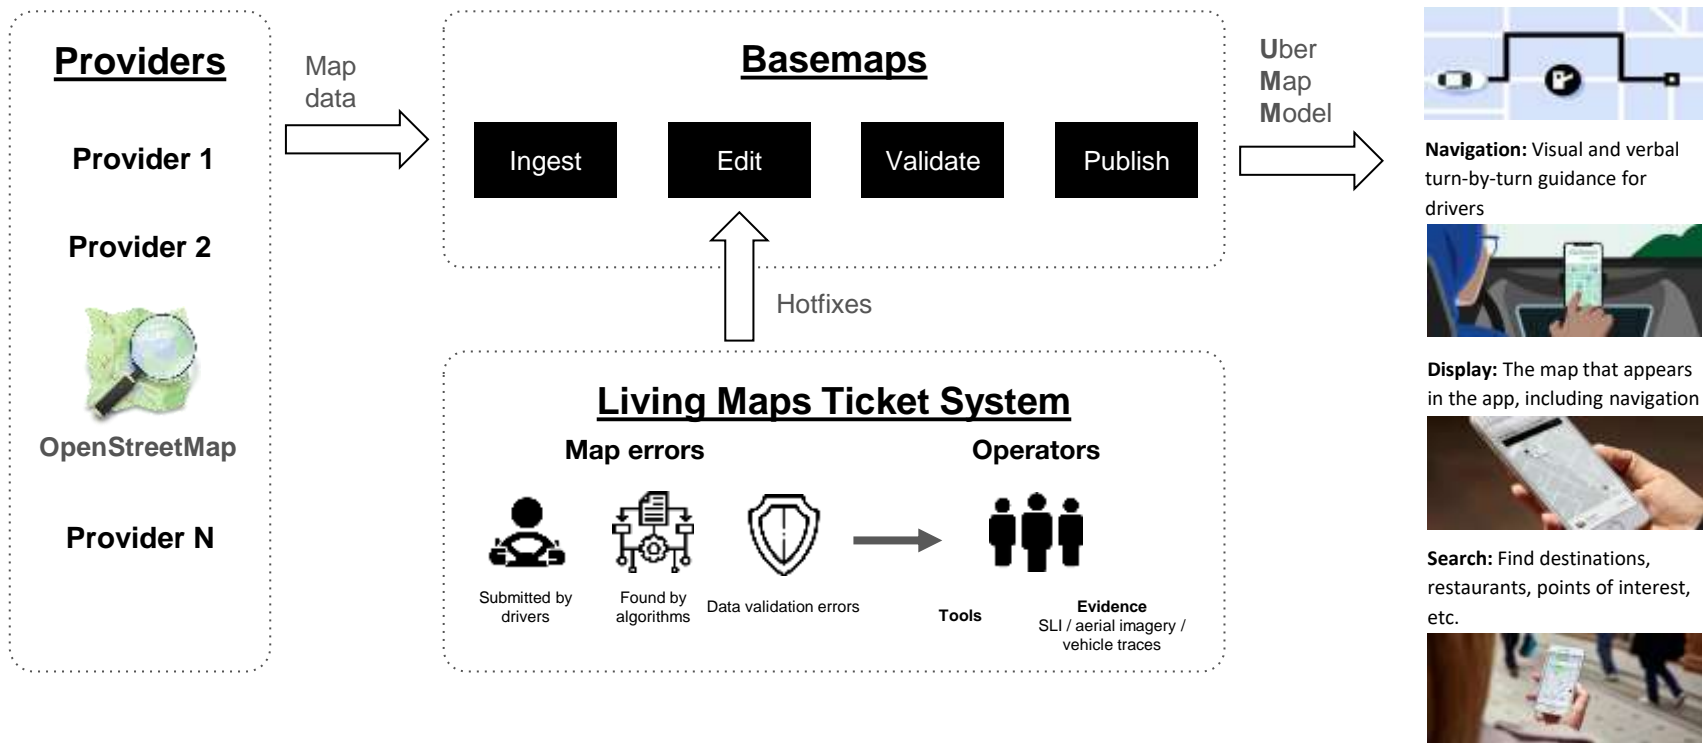 Providers
Provider 1
Provider 2
OpenStreetMap
Provider N
Map
data
Basemaps
Ingest
Edit
Validate
Publish
Hotfixes
Living Maps Ticket System
Map errors
Operators
Submitted by
drivers
Found by
algorithms
Data validation errors
Tools
Evidence
SLI / aerial imagery /
vehicle traces
Uber
Map
Model
Navigation: Visual and verbal
turn-by-turn guidance for
drivers
Display: The map that appears
in the app, including navigation
Search: Find destinations,
restaurants, points of interest,
etc.